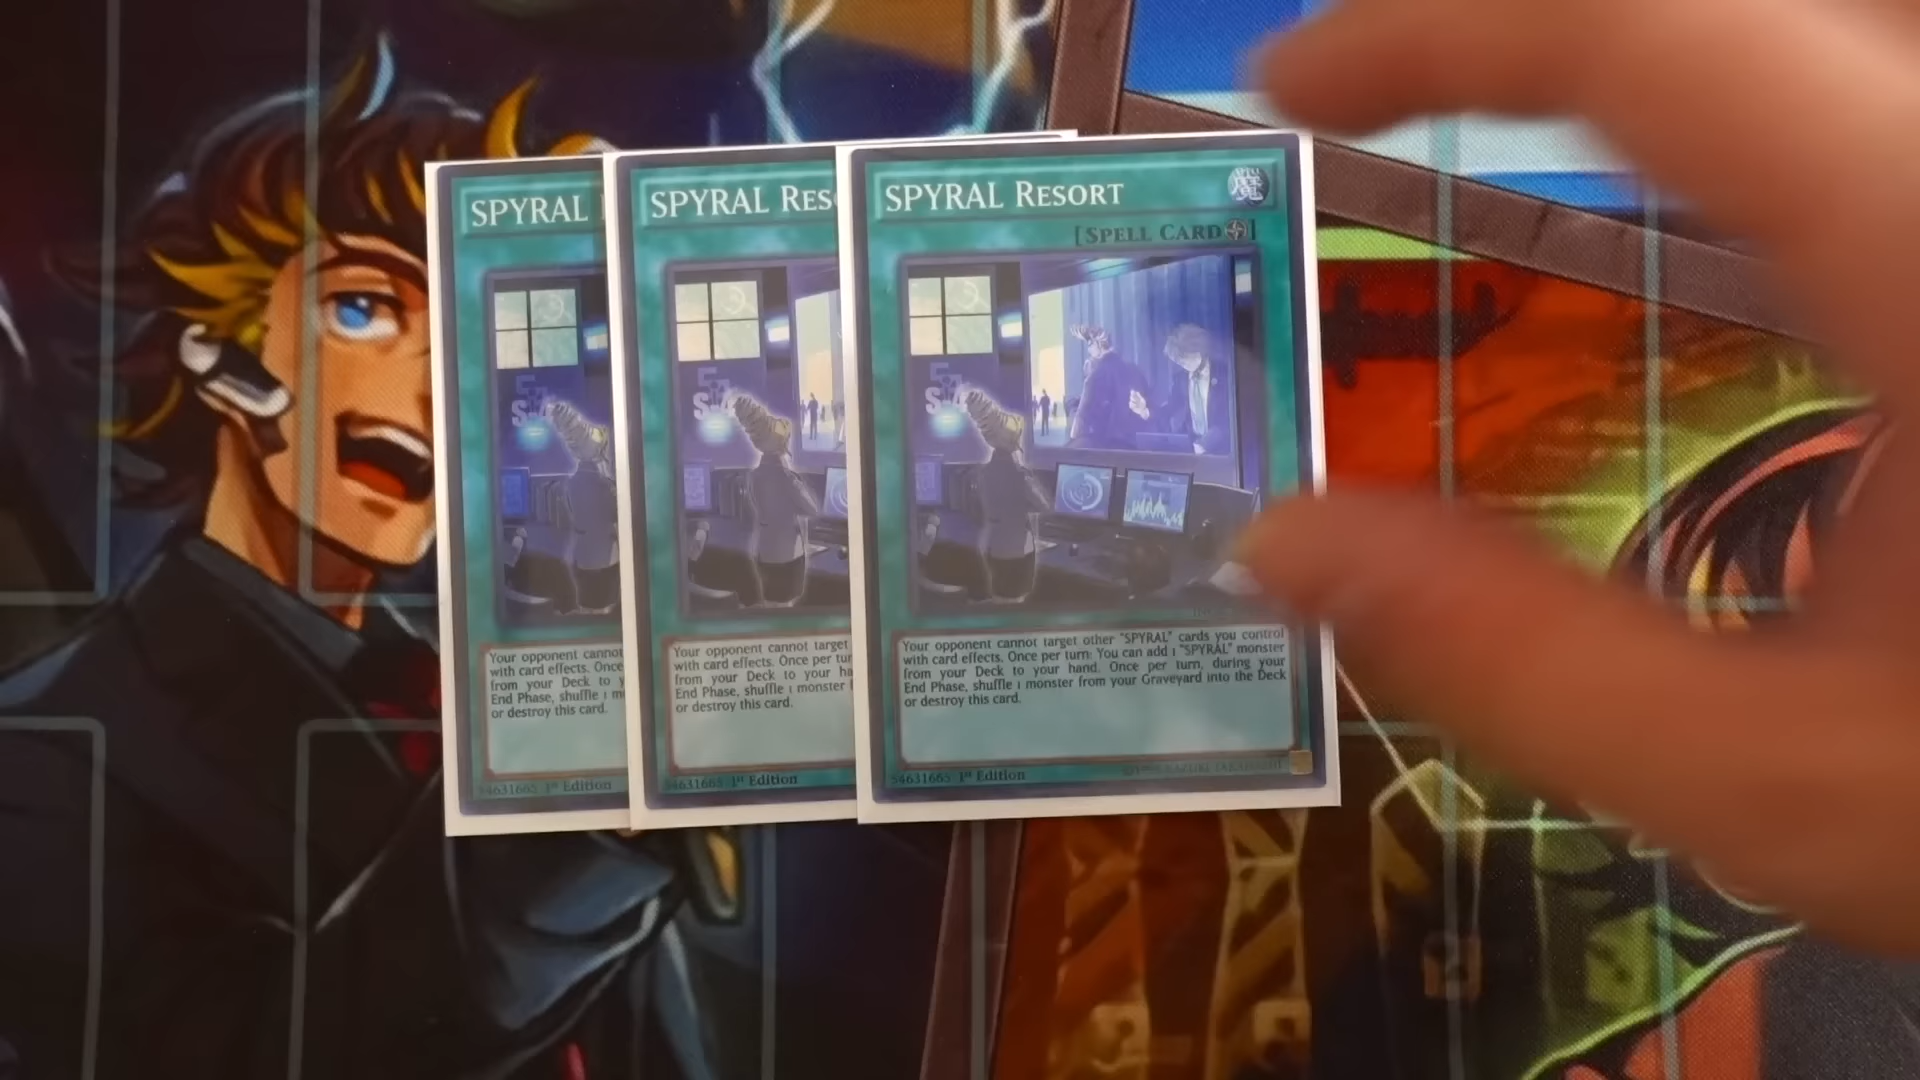 SPYRAL
SPYRAL RES
SPYRAL RESORT
[SPELL CARD]
Your opponent cannot
with card effects. Once
from your Deck to y
End Phase, shuffle 1 m
or destroy this card.
54631665 1st Edition
Your opponent cannot target
with card effects. Once per tur
from your Deck to your ha
End Phase, shuffle 1 monster
or destroy this card.
54631665 1st Edition
Your opponent cannot target other "SPYRAL" cards you control
with card effects. Once per turn: You can add 1 "SPYRAL" monster
from your Deck to your hand. Once per turn, during your
End Phase, shuffle 1 monster from your Graveyard into the Deck
or destroy this card.
54631665 1st Edition